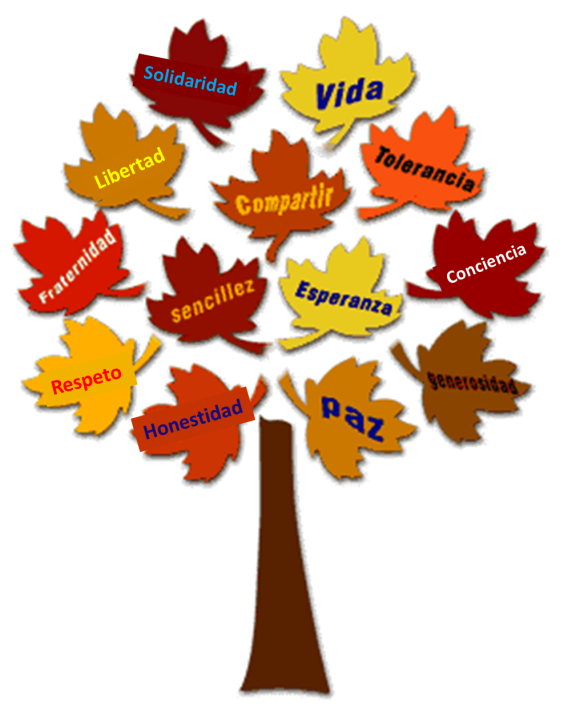 Solidaridad
Vida
Libertad
Compartir
Tolerancia
Fraternidad
sencillez
Esperanza
Conciencia
Respeto
Honestidad
paz
generosidad